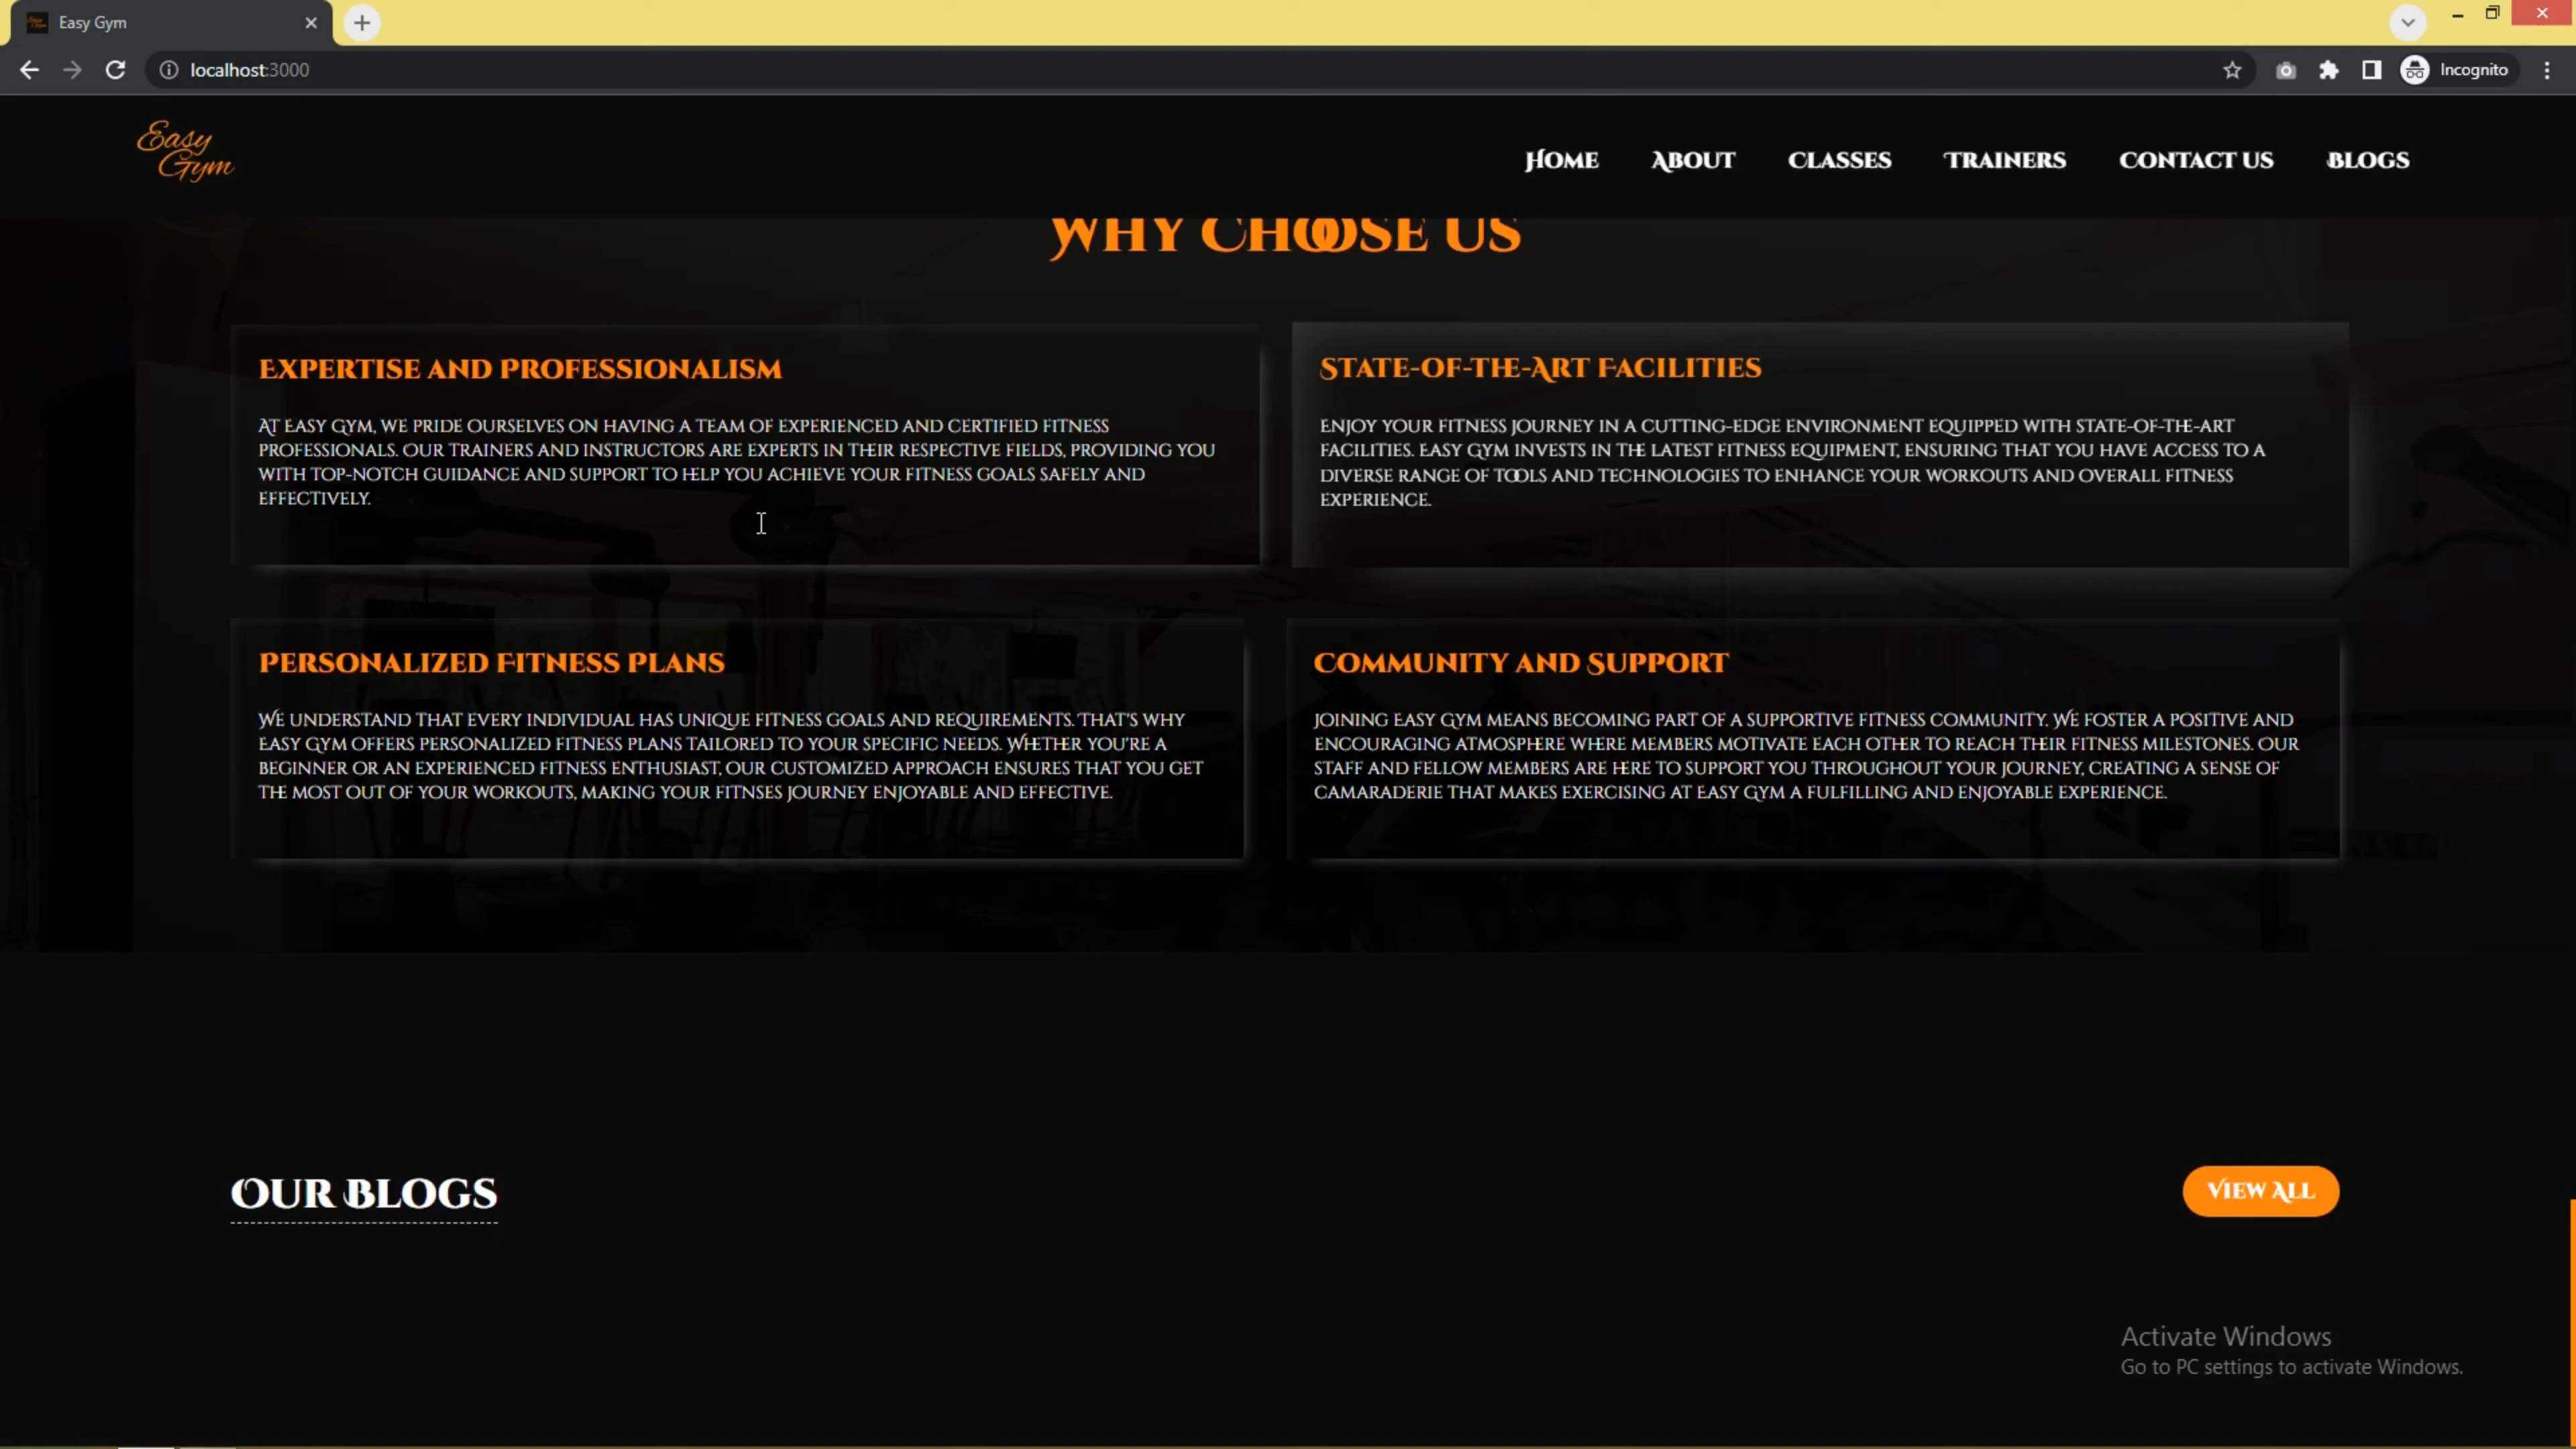 Easy Gym
localhost:3000
Incognito
Easy
Gym
Home About Classes Trainers Contact Us Blogs
Why Choose Us
Expertise and Professionalism
At Easy Gym, we pride ourselves on having a team of experienced and certified fitness
professionals. Our trainers and instructors are experts in their respective fields, providing you
with top-notch guidance and support to help you achieve your fitness goals safely and
effectively.
State-of-the-Art Facilities
Enjoy your fitness journey in a cutting-edge environment equipped with state-of-the-art
facilities. Easy Gym invests in the latest fitness equipment, ensuring that you have access to a
diverse range of tools and technologies to enhance your workouts and overall fitness
experience.
Personalized Fitness Plans
We understand that every individual has unique fitness goals and requirements. That's why
Easy Gym offers personalized fitness plans tailored to your specific needs. Whether you're a
beginner or an experienced fitness enthusiast, our customized approach ensures that you get
the most out of your workouts, making your fitnses journey enjoyable and effective.
Community and Support
Joining Easy Gym means becoming part of a supportive fitness community. We foster a positive and
encouraging atmosphere where members motivate each other to reach their fitness milestones. Our
staff and fellow members are here to support you throughout your journey, creating a sense of
camaraderie that makes exercising at Easy Gym a fulfilling and enjoyable experience.
Our Blogs
View All
Activate Windows
Go to PC settings to activate Windows.